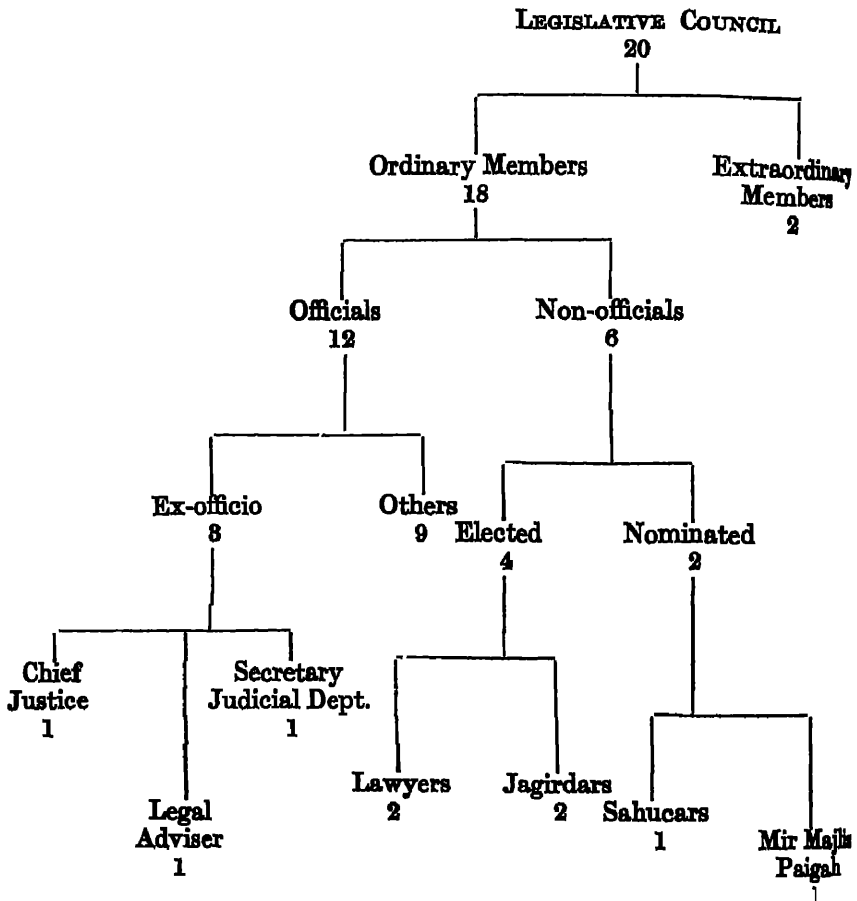 LEGISLATIVE COUNCIL
20
Ordinary Members
18
Extraordinary
Members
2
Officials
12
Non-officials
6
Ex-officio
3
Others
9
Elected
4
Nominated
2
Chief
Justice
1
Secretary
Judicial Dept.
1
Legal
Adviser
1
Lawyers
2
Jagirdars
2
Sahucars
1
Mir Majlis
Paigah
1